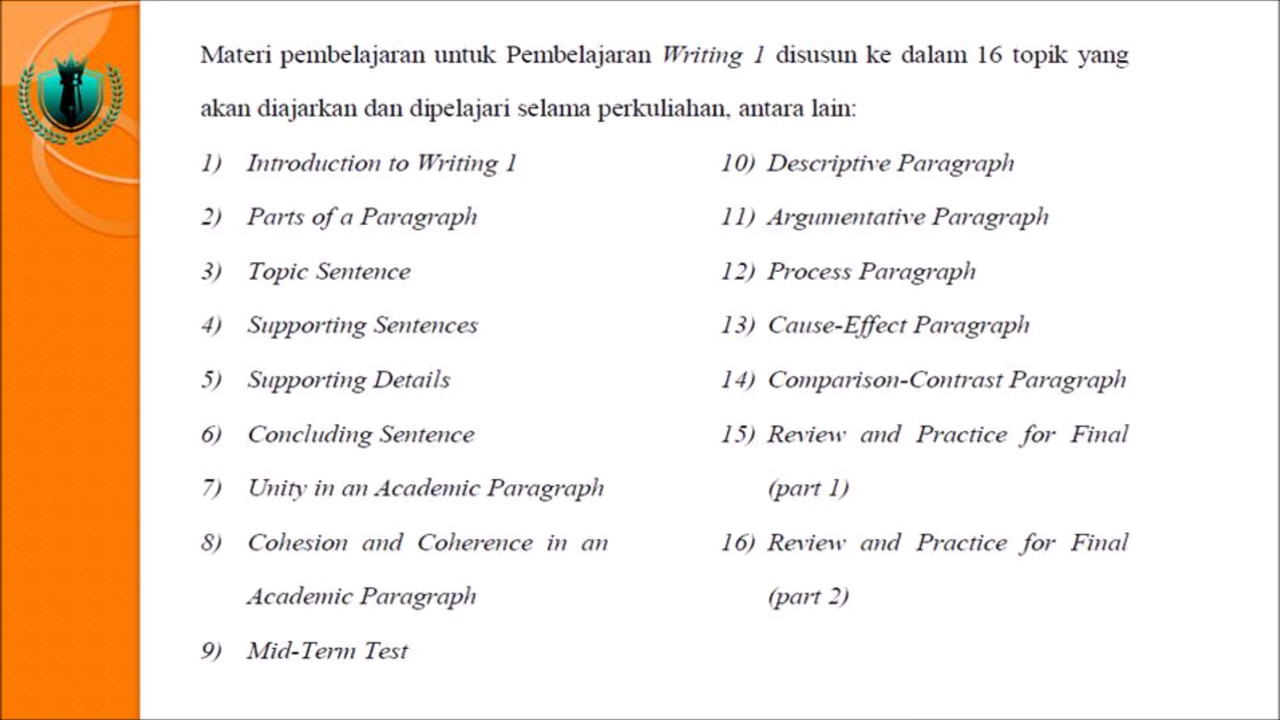 Materi pembelajaran untuk Pembelajaran Writing 1 disusun ke dalam 16 topik yang
akan diajarkan dan dipelajari selama perkuliahan, antara lain:
1) Introduction to Writing 1
2) Parts of a Paragraph
3) Topic Sentence
4) Supporting Sentences
5) Supporting Details
6) Concluding Sentence
7) Unity in an Academic Paragraph
8) Cohesion and Coherence in an
Academic Paragraph
9) Mid-Term Test
10) Descriptive Paragraph
11) Argumentative Paragraph
12) Process Paragraph
13) Cause-Effect Paragraph
14) Comparison-Contrast Paragraph
15) Review and Practice for Final
(part 1)
16) Review and Practice for Final
(part 2)